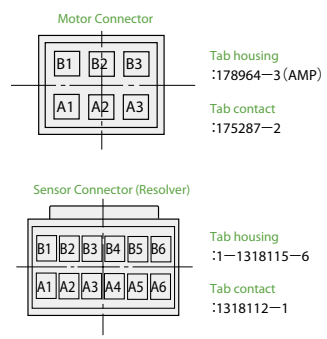 Motor Connector
B1 B2 B3
A1 A2 A3
Tab housing
:178964−3(AMP)
Tab contact
:175287−2
Sensor Connector (Resolver)
B1 B2 B3 B4 B5 B6
A1 A2 A3 A4 A5 A6
Tab housing
:1−1318115−6
Tab contact
:1318112−1